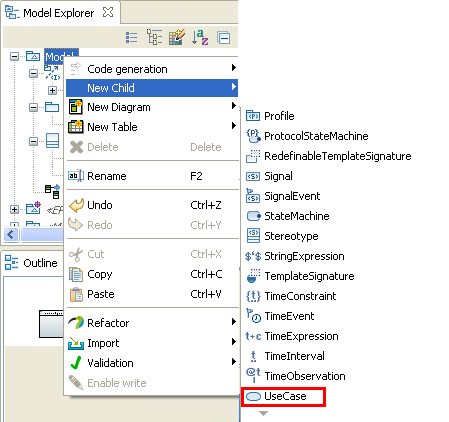 Model Explorer
Model
Code generation
New Child
New Diagram
New Table
Delete Delete
Rename F2
Undo Ctrl+Z
Redo Ctrl+Y
Cut Ctrl+X
Copy Ctrl+C
Paste Ctrl+V
Refactor
Import
Validation
Enable write
Profile
ProtocolStateMachine
RedefinableTemplateSignature
Signal
SignalEvent
StateMachine
Stereotype
StringExpression
TemplateSignature
TimeConstraint
TimeEvent
t+c TimeExpression
TimeInterval
TimeObservation
UseCase
Outline